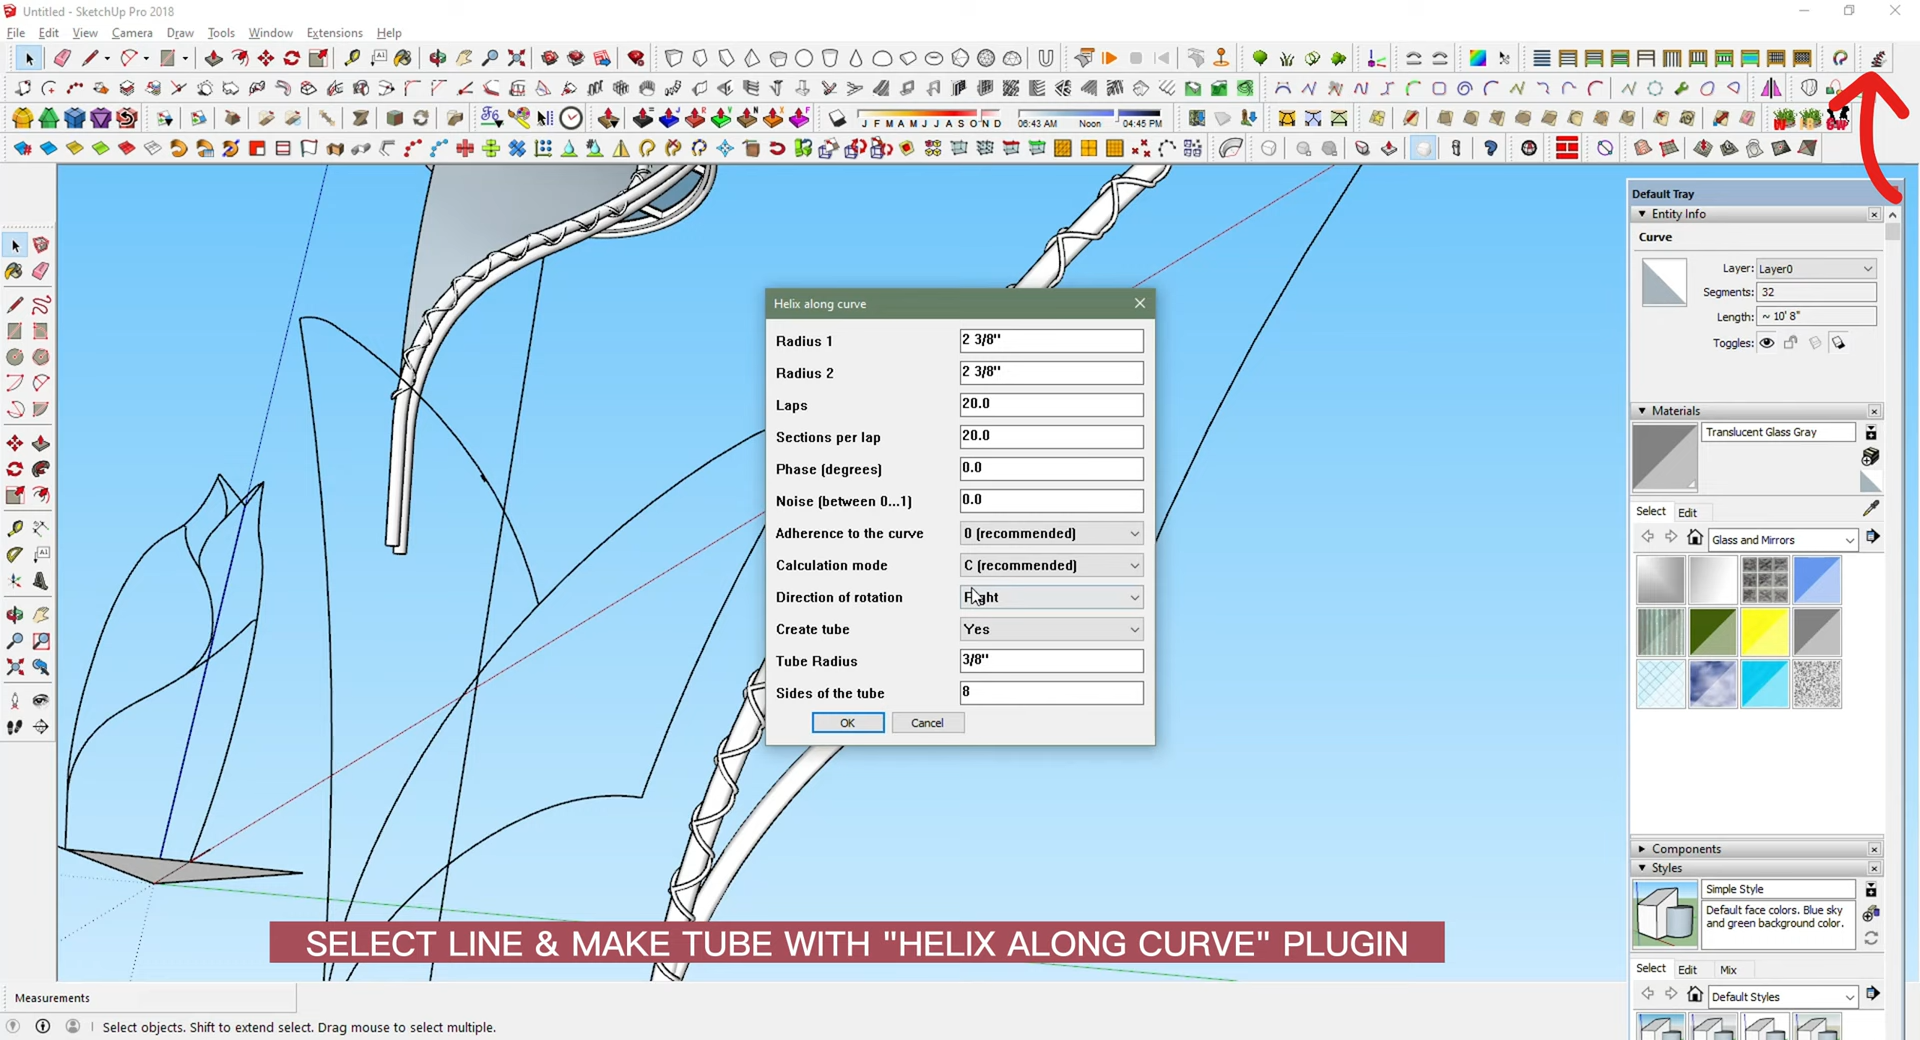 Untitled - SketchUp Pro 2018
File Edit View Camera Draw Tools Window Extensions Help
J F M A M J J A S O N D 06:43 AM Noon 04:45 PM
Default Tray
Entity Info
Curve
Layer: Layer0
Segments: 32
Length: ~ 10' 8"
Toggles:
Materials
Translucent Glass Gray
Select Edit
Glass and Mirrors
Components
Styles
Simple Style
Default face colors. Blue sky
and green background color.
Select Edit Mix
Default Styles
Helix along curve
Radius 1 2 3/8"
Radius 2 2 3/8"
Laps 20.0
Sections per lap 20.0
Phase (degrees) 0.0
Noise (between 0...1) 0.0
Adherence to the curve 0 (recommended)
Calculation mode C (recommended)
Direction of rotation Right
Create tube Yes
Tube Radius 3/8"
Sides of the tube 8
OK Cancel
SELECT LINE & MAKE TUBE WITH "HELIX ALONG CURVE" PLUGIN
Measurements
Select objects. Shift to extend select. Drag mouse to select multiple.